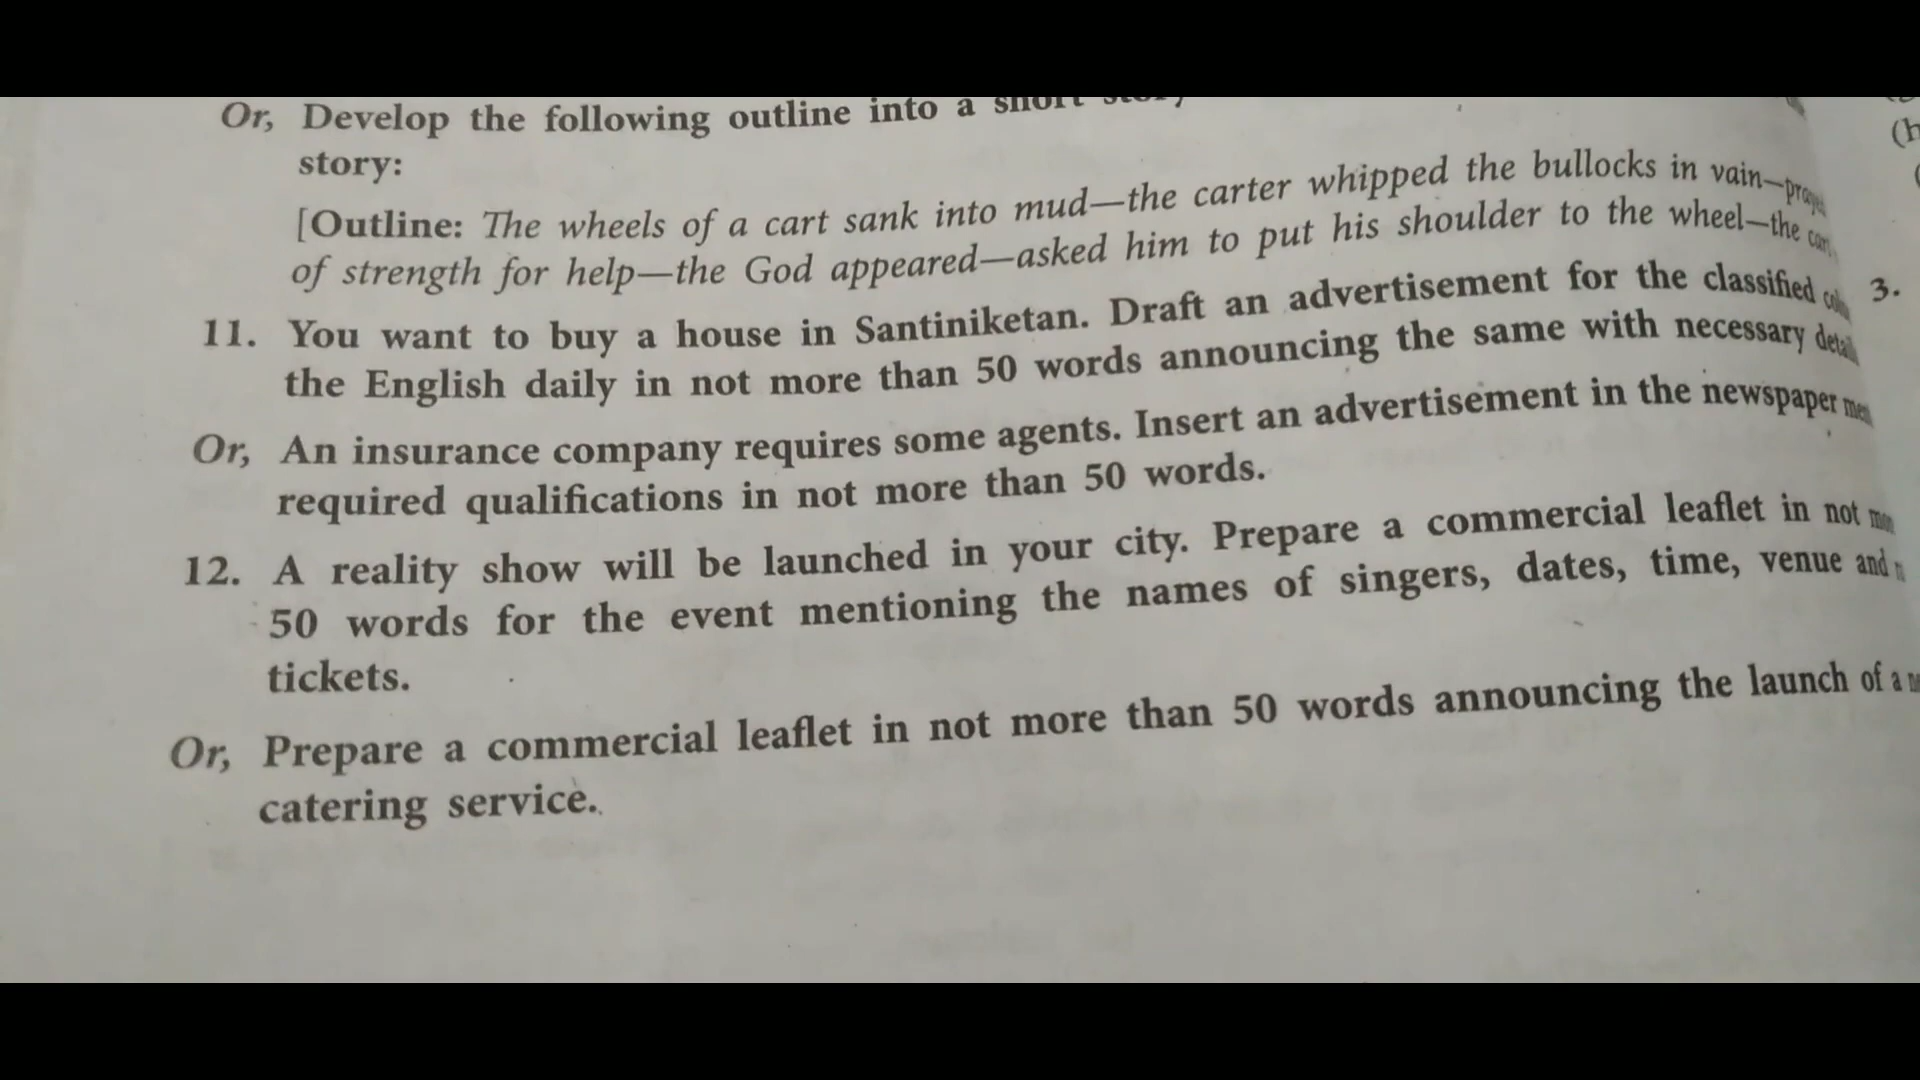 Or, Develop the following outline into a short story
story:
[Outline: The wheels of a cart sank into mud—the carter whipped the bullocks in vain—
of strength for help—the God appeared—asked him to put his shoulder to the wheel—the
11. You want to buy a house in Santiniketan. Draft an advertisement for the classified
the English daily in not more than 50 words announcing the same with necessary
Or, An insurance company requires some agents. Insert an advertisement in the newspaper
required qualifications in not more than 50 words.
12. A reality show will be launched in your city. Prepare a commercial leaflet in not
50 words for the event mentioning the names of singers, dates, time, venue and
tickets.
Or, Prepare a commercial leaflet in not more than 50 words announcing the launch of a
catering service.
(h
3.